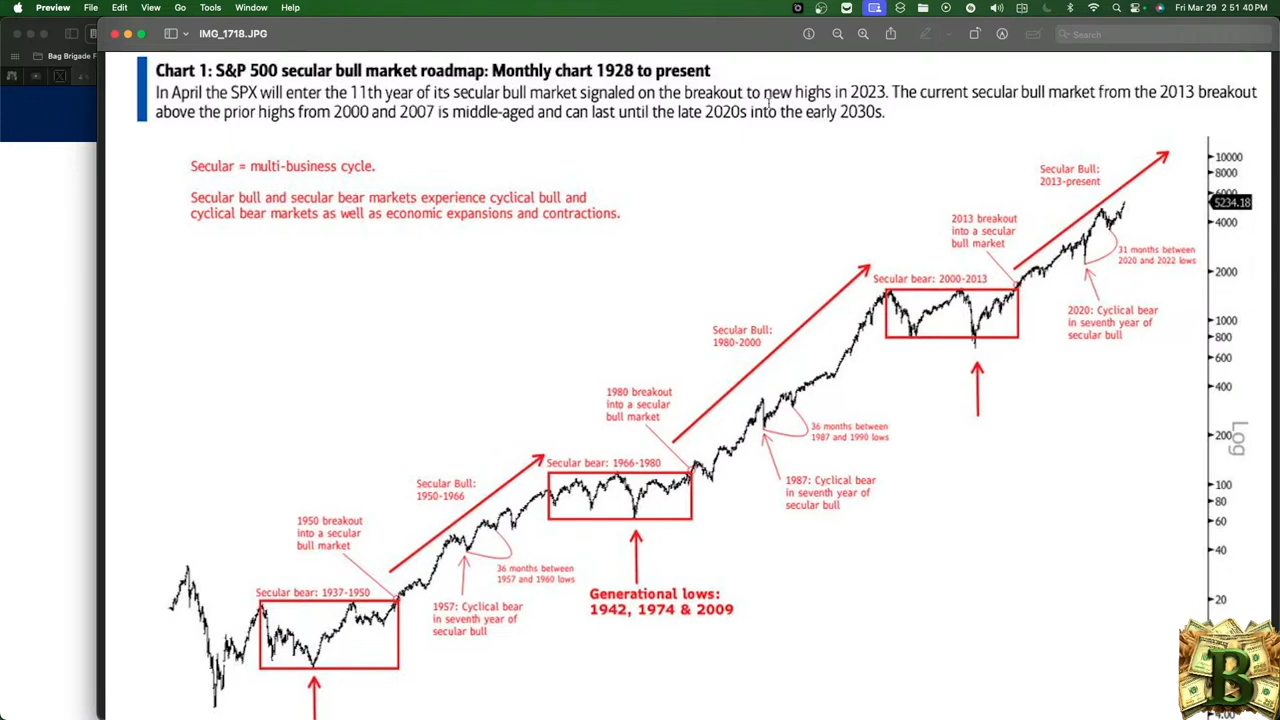 Preview File Edit View Go Tools Window Help Fri Mar 29 2 51 40 PM
IMG_1718.JPG
Search
Bag Brigade F
Chart 1: S&P 500 secular bull market roadmap: Monthly chart 1928 to present
In April the SPX will enter the 11th year of its secular bull market signaled on the breakout to new highs in 2023. The current secular bull market from the 2013 breakout
above the prior highs from 2000 and 2007 is middle-aged and can last until the late 2020s into the early 2030s.
Secular = multi-business cycle.
Secular bull and secular bear markets experience cyclical bull and
cyclical bear markets as well as economic expansions and contractions.
Secular Bull:
2013-present
2013 breakout
into a secular
bull market
31 months between
2020 and 2022 lows
2020: Cyclical bear
in seventh year of
secular bull
Secular bear: 2000-2013
Secular Bull:
1980-2000
1980 breakout
into a secular
bull market
36 months between
1987 and 1990 lows
1987: Cyclical bear
in seventh year of
secular bull
Secular bear: 1966-1980
Secular Bull:
1950-1966
1950 breakout
into a secular
bull market
36 months between
1957 and 1960 lows
1957: Cyclical bear
in seventh year of
secular bull
Secular bear: 1937-1950
Generational lows:
1942, 1974 & 2009
10000
8000
6000
5234.18
4000
2000
1000
800
600
400
200
Log
100
80
60
40
20
4.00
B